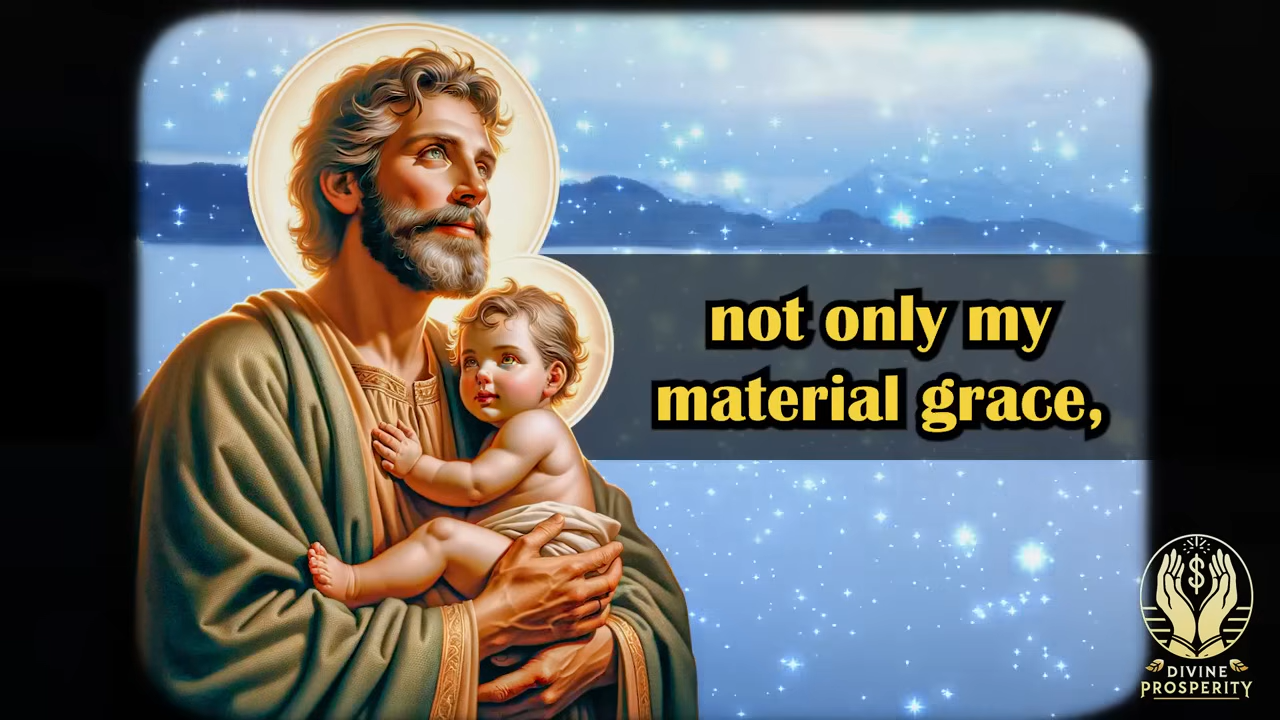 not only my
material grace,
$
DIVINE
PROSPERITY